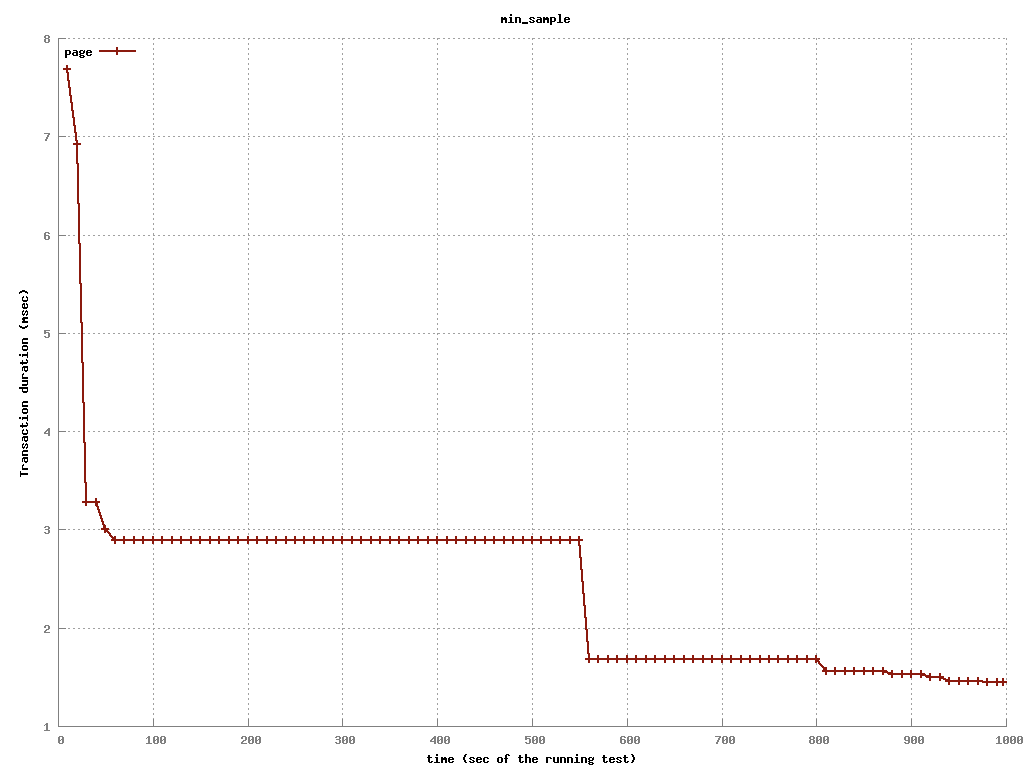 min_sample
page
8
7
6
5
4
3
2
1
Transaction duration (msec)
0 100 200 300 400 500 600 700 800 900 1000
time (sec of the running test)